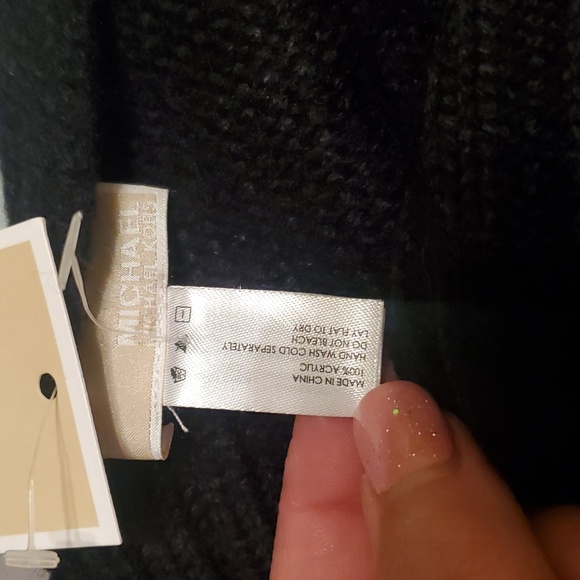 MICHAEL
MICHAEL KORS
MADE IN CHINA
100% ACRYLIC
HAND WASH COLD SEPARATELY
DO NOT BLEACH
LAY FLAT TO DRY